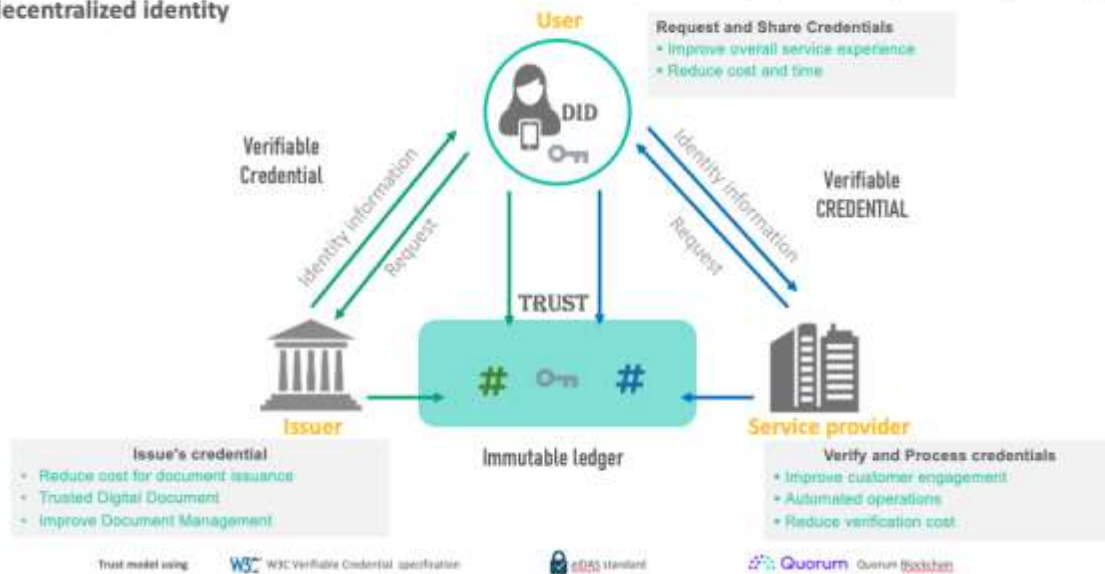 decentralized identity
User
Request and Share Credentials
• Improve overall service experience
• Reduce cost and time
DID
Verifiable
Credential
Identity information
Request
Identity information
Request
Verifiable
CREDENTIAL
TRUST
# #
Issuer
Service provider
Immutable ledger
Issue's credential
• Reduce cost for document issuance
• Trusted Digital Document
• Improve Document Management
Verify and Process credentials
• Improve customer engagement
• Automated operations
• Reduce verification cost
Trust model using W3C W3C Verifiable Credential specification eIDAS standard Quorum Quorum Blockchain